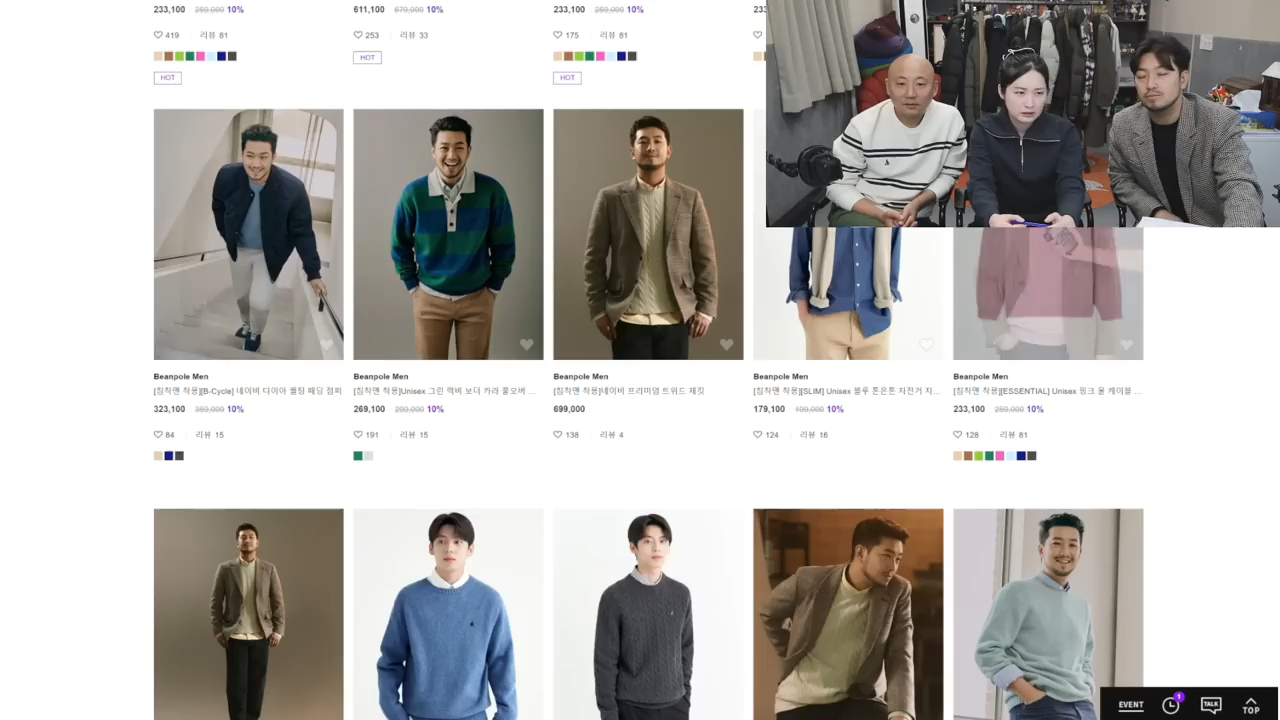 233,100 259,000 10%
611,100 679,000 10%
233,100 259,000 10%
233
419 리뷰 81
253 리뷰 33
175 리뷰 81
HOT
HOT
HOT
Beanpole Men
[침착맨 착용][B-Cycle] 네이비 다이아 퀼팅 패딩 점퍼
323,100 359,000 10%
84 리뷰 15
Beanpole Men
[침착맨 착용]Unisex 그린 럭비 보더 카라 풀오버 ...
269,100 299,000 10%
191 리뷰 15
Beanpole Men
[침착맨 착용]네이비 프리미엄 트위드 재킷
699,000
138 리뷰 4
Beanpole Men
[침착맨 착용][SLIM] Unisex 블루 톤온톤 자전거 자...
179,100 199,000 10%
124 리뷰 16
Beanpole Men
[침착맨 착용][ESSENTIAL] Unisex 핑크 울 케이블 ...
233,100 259,000 10%
128 리뷰 81
EVENT
1
TALK
TOP